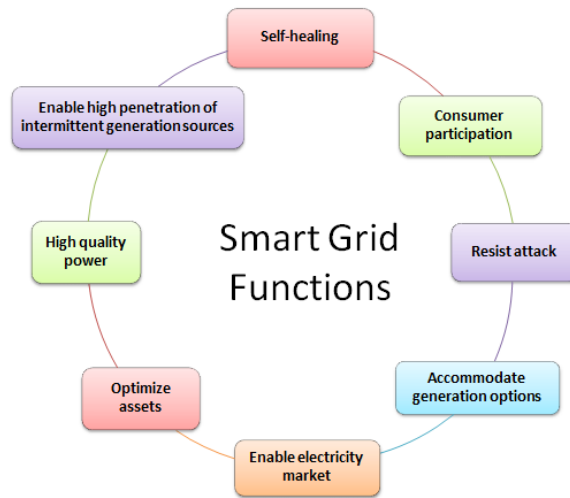 Self-healing
Enable high penetration of
intermittent generation sources
Consumer
participation
High quality
power
Smart Grid
Functions
Resist attack
Optimize
assets
Accommodate
generation options
Enable electricity
market